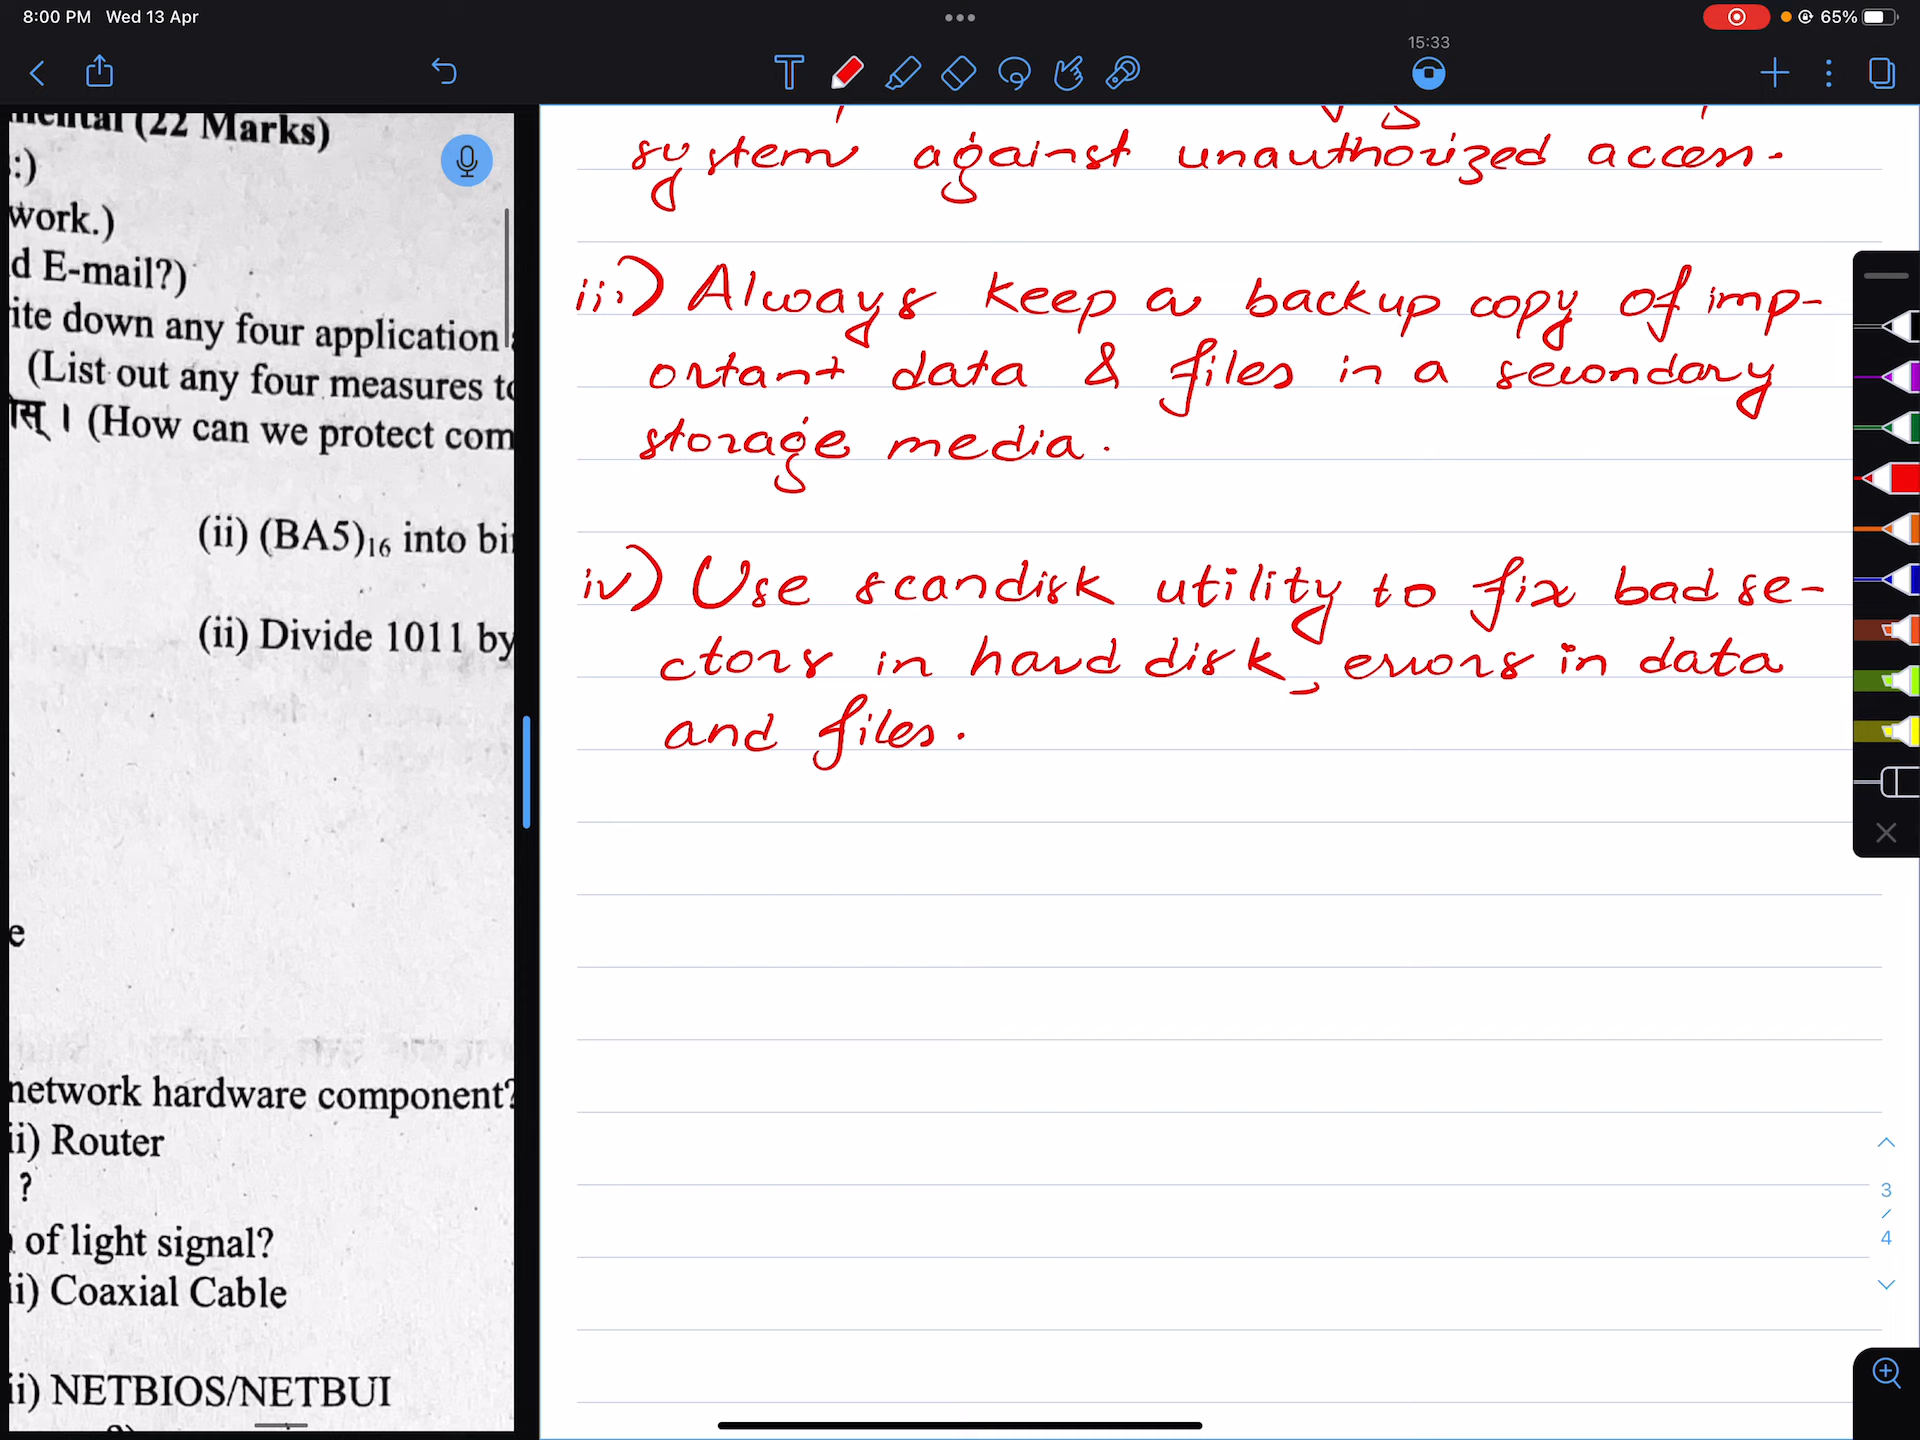 8:00 PM Wed 13 Apr
65%
15:33
(22 Marks)
:)
work.)
d E-mail?)
ite down any four application
(List out any four measures to
(How can we protect com
(ii) (BA5)16 into bi
(ii) Divide 1011 by
e
network hardware component?
ii) Router
?
of light signal?
ii) Coaxial Cable
ii) NETBIOS/NETBUI
system against unauthorized access.
iii) Always keep a backup copy of imp-
ortant data & files in a secondary
storage media.
iv) Use scandisk utility to fix bad se-
ctors in hard disk, errors in data
and files.
3
/
4